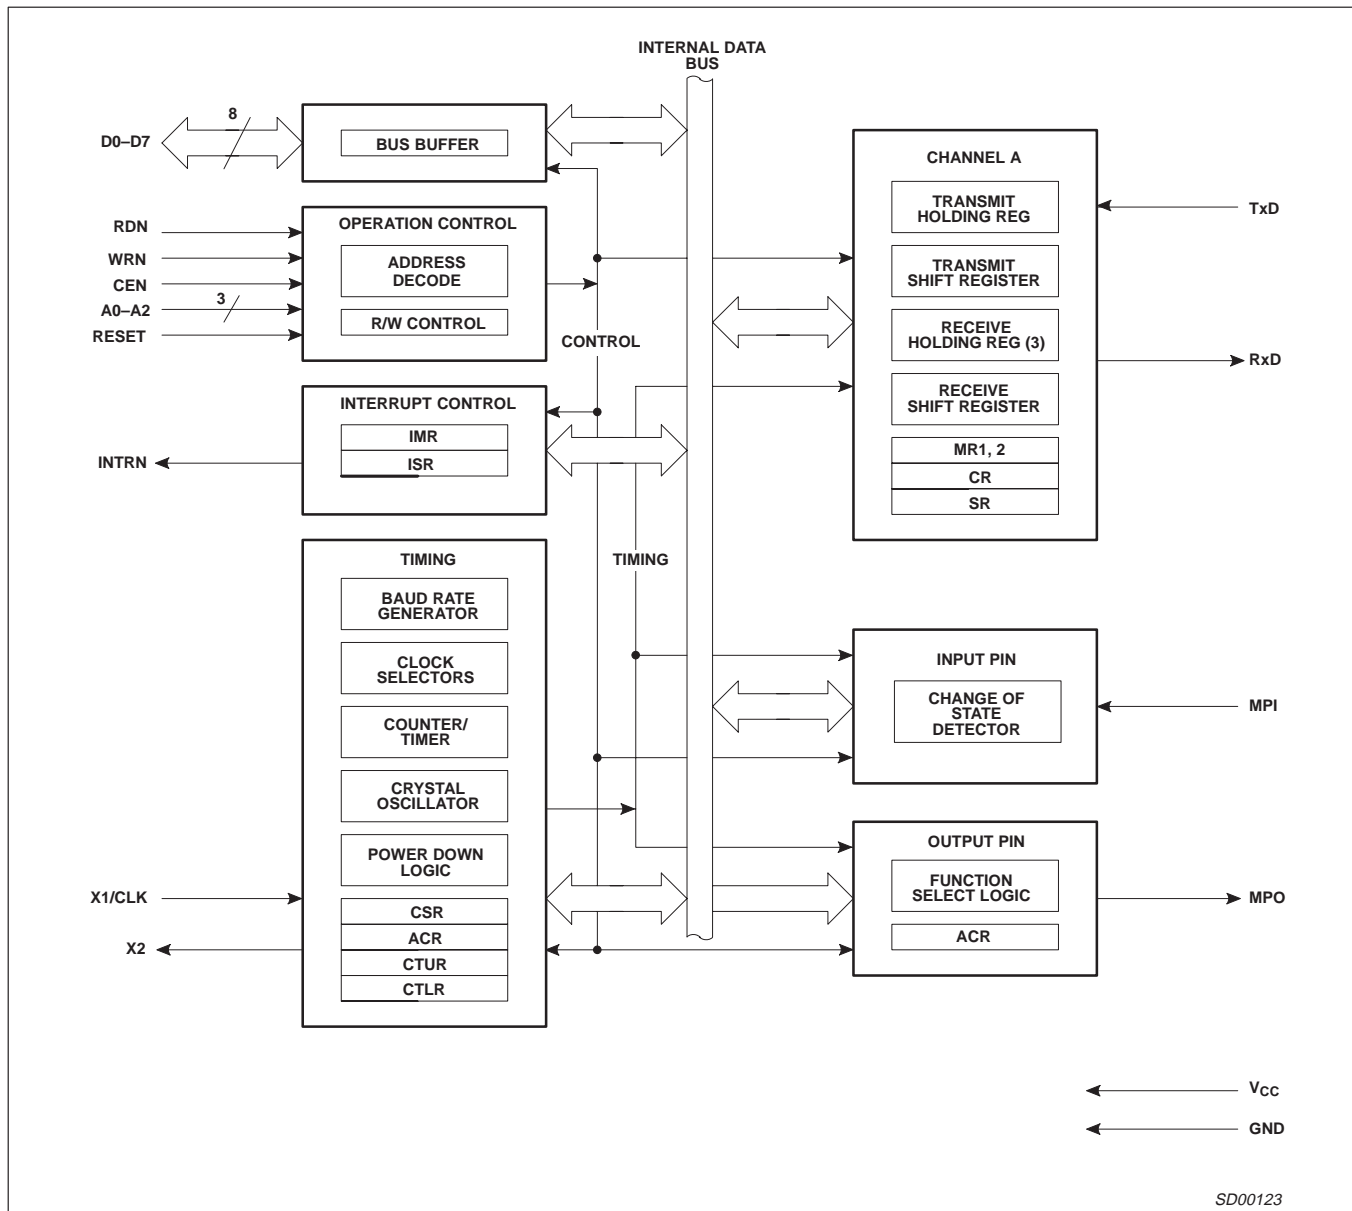 INTERNAL DATA
BUS
8
D0–D7
BUS BUFFER
RDN
WRN
CEN
A0–A2
3
RESET
OPERATION CONTROL
ADDRESS
DECODE
R/W CONTROL
CONTROL
INTERRUPT CONTROL
IMR
ISR
INTRN
TIMING
BAUD RATE
GENERATOR
CLOCK
SELECTORS
COUNTER/
TIMER
CRYSTAL
OSCILLATOR
POWER DOWN
LOGIC
CSR
ACR
CTUR
CTLR
X1/CLK
X2
TIMING
CHANNEL A
TRANSMIT
HOLDING REG
TRANSMIT
SHIFT REGISTER
RECEIVE
HOLDING REG (3)
RECEIVE
SHIFT REGISTER
MR1, 2
CR
SR
TxD
RxD
INPUT PIN
CHANGE OF
STATE
DETECTOR
MPI
OUTPUT PIN
FUNCTION
SELECT LOGIC
ACR
MPO
VCC
GND
SD00123